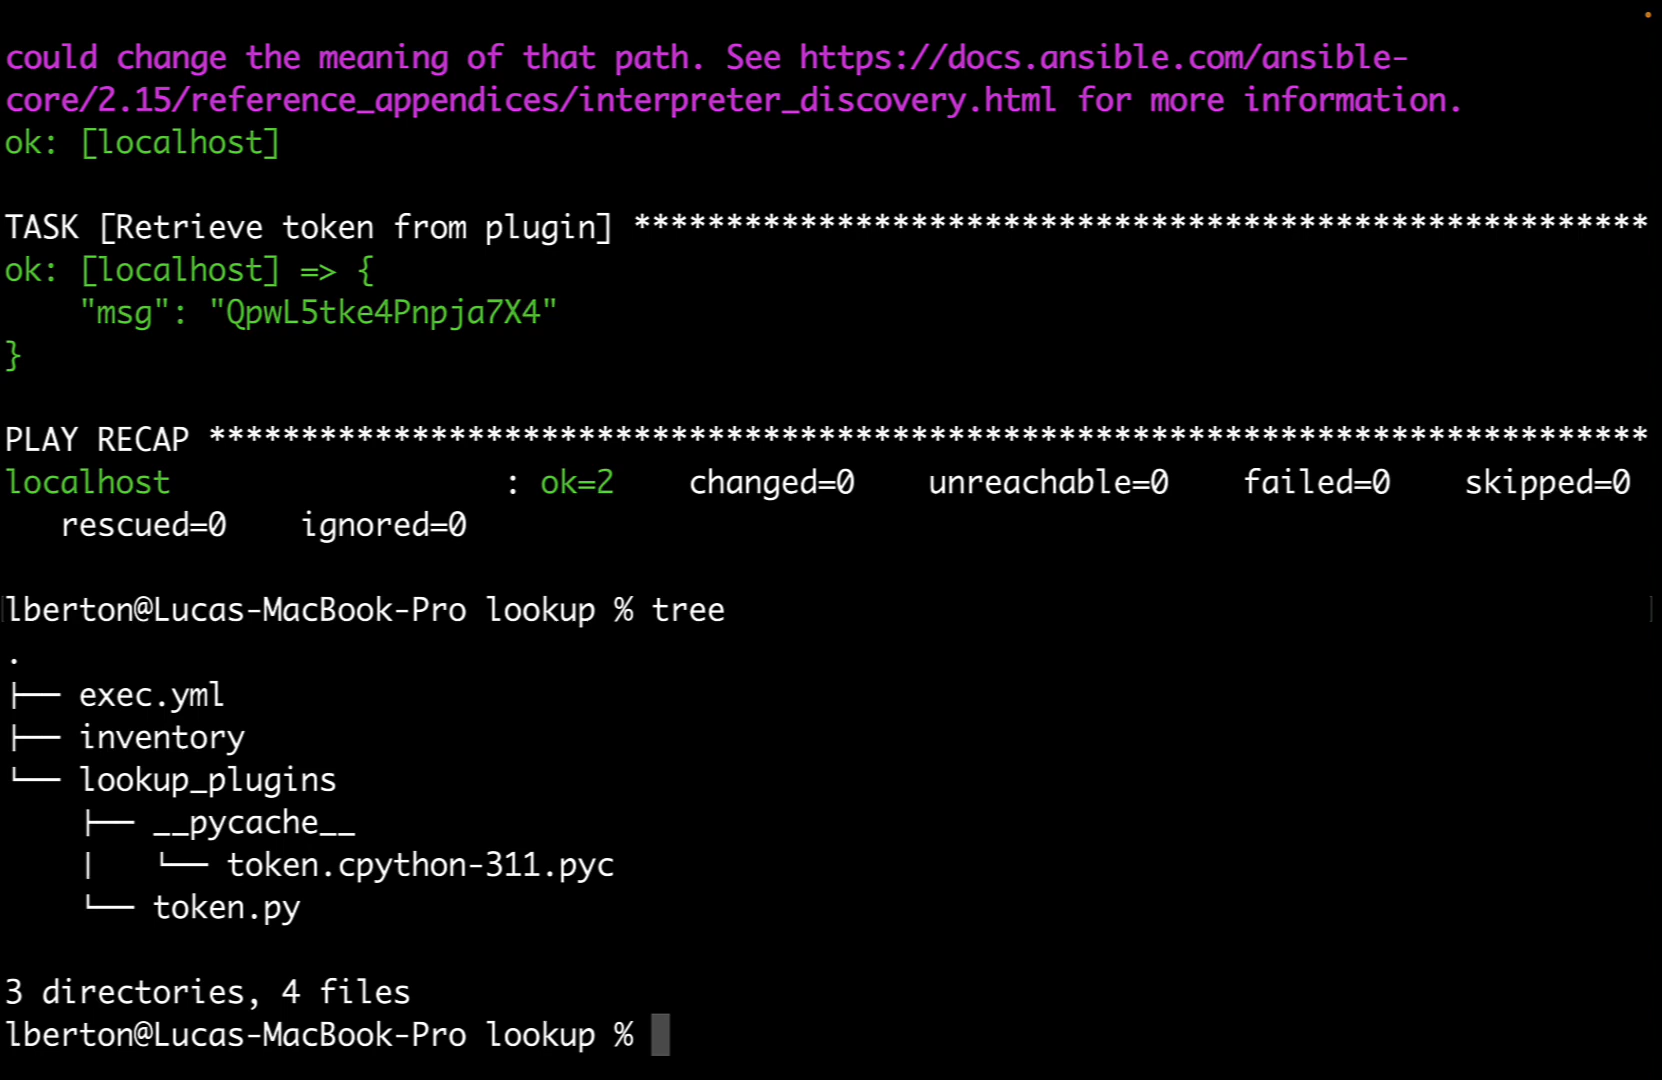 could change the meaning of that path. See https://docs.ansible.com/ansible-
core/2.15/reference_appendices/interpreter_discovery.html for more information.
ok: [localhost]
TASK [Retrieve token from plugin] *******************************************************
ok: [localhost] => {
    "msg": "QpwL5tke4Pnpja7X4"
}
PLAY RECAP ******************************************************************************
localhost                  : ok=2    changed=0    unreachable=0    failed=0    skipped=0
   rescued=0    ignored=0
lberton@Lucas-MacBook-Pro lookup % tree
.
├── exec.yml
├── inventory
└── lookup_plugins
    ├── __pycache__
    │   └── token.cpython-311.pyc
    └── token.py
3 directories, 4 files
lberton@Lucas-MacBook-Pro lookup %